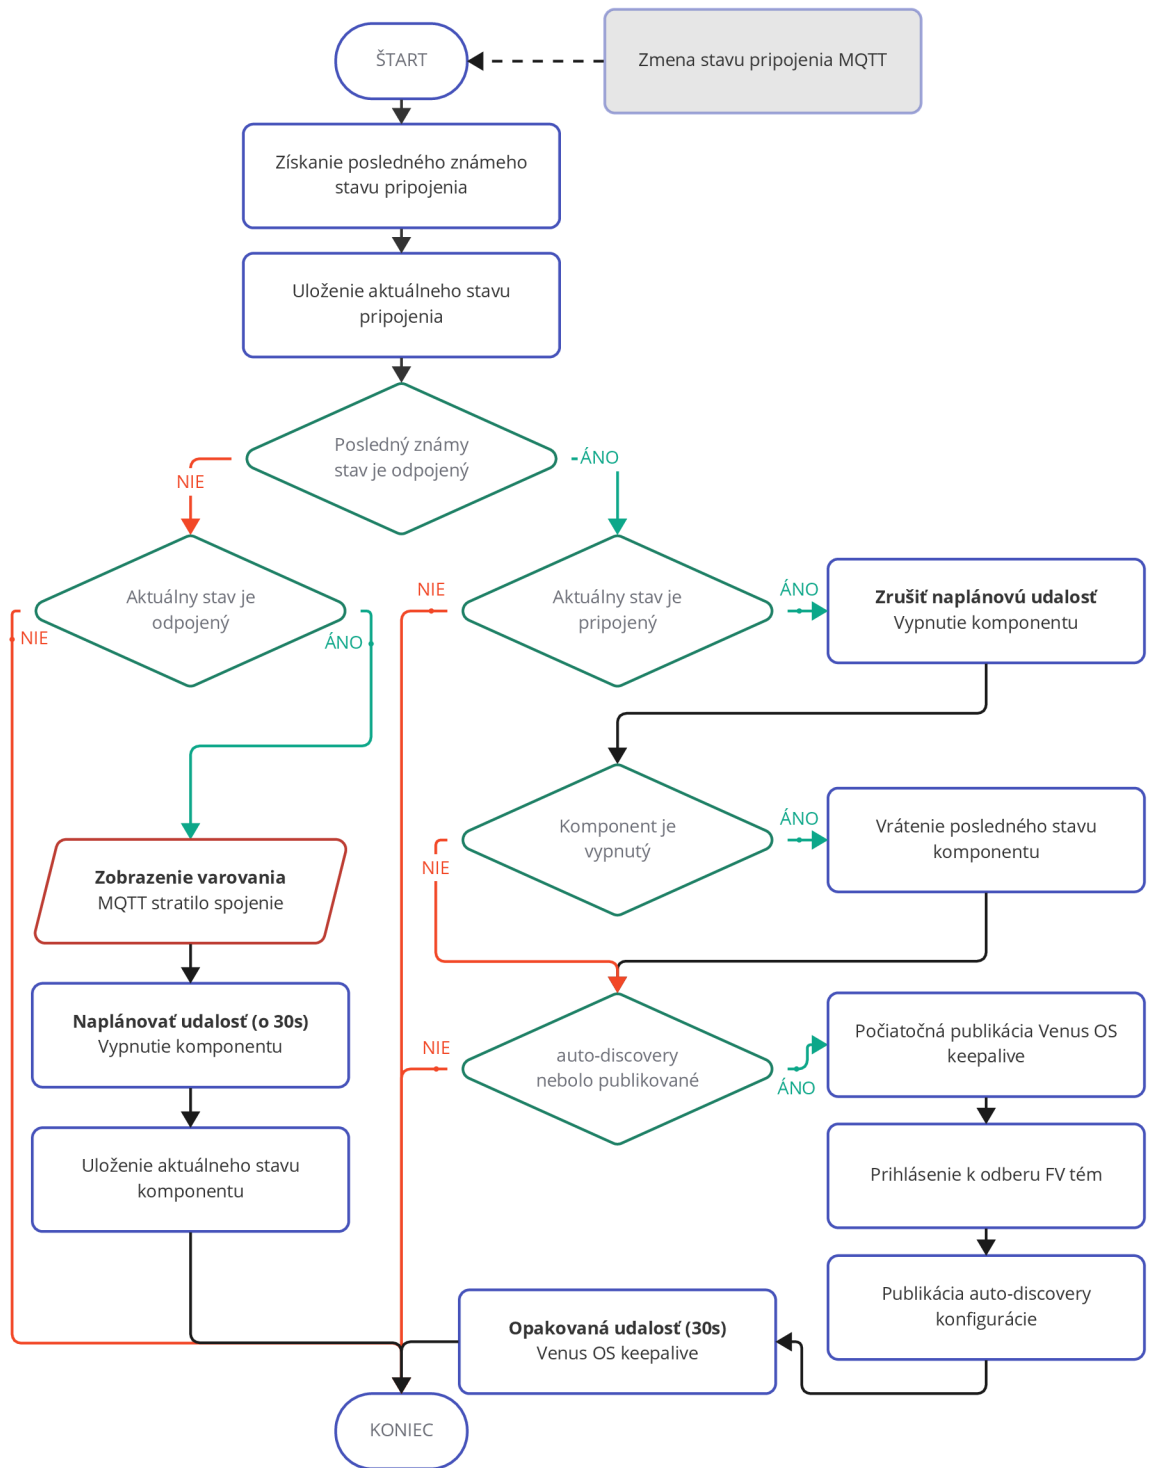 ŠTART
Zmena stavu pripojenia MQTT
Získanie posledného známeho
stavu pripojenia
Uloženie aktuálneho stavu
pripojenia
Posledný známy
stav je odpojený
NIE
ÁNO
Aktuálny stav je
odpojený
NIE
ÁNO
Aktuálny stav je
pripojený
NIE
ÁNO
Zrušiť naplánovú udalosť
Vypnutie komponentu
Komponent je
vypnutý
NIE
ÁNO
Vrátenie posledného stavu
komponentu
Zobrazenie varovania
MQTT stratilo spojenie
Naplánovať udalosť (o 30s)
Vypnutie komponentu
Uloženie aktuálneho stavu
komponentu
auto-discovery
nebolo publikované
NIE
ÁNO
Počiatočná publikácia Venus OS
keepalive
Prihlásenie k odberu FV tém
Publikácia auto-discovery
konfigurácie
Opakovaná udalosť (30s)
Venus OS keepalive
KONIEC